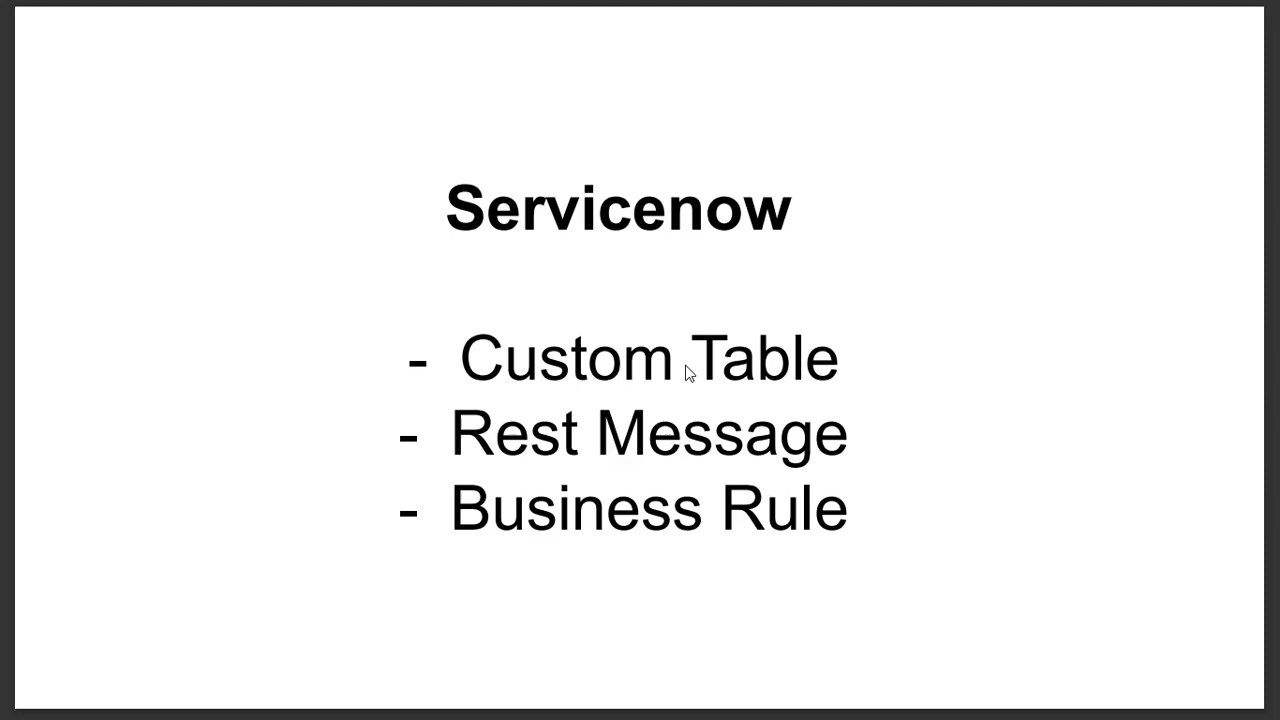 Servicenow
- Custom Table
- Rest Message
- Business Rule